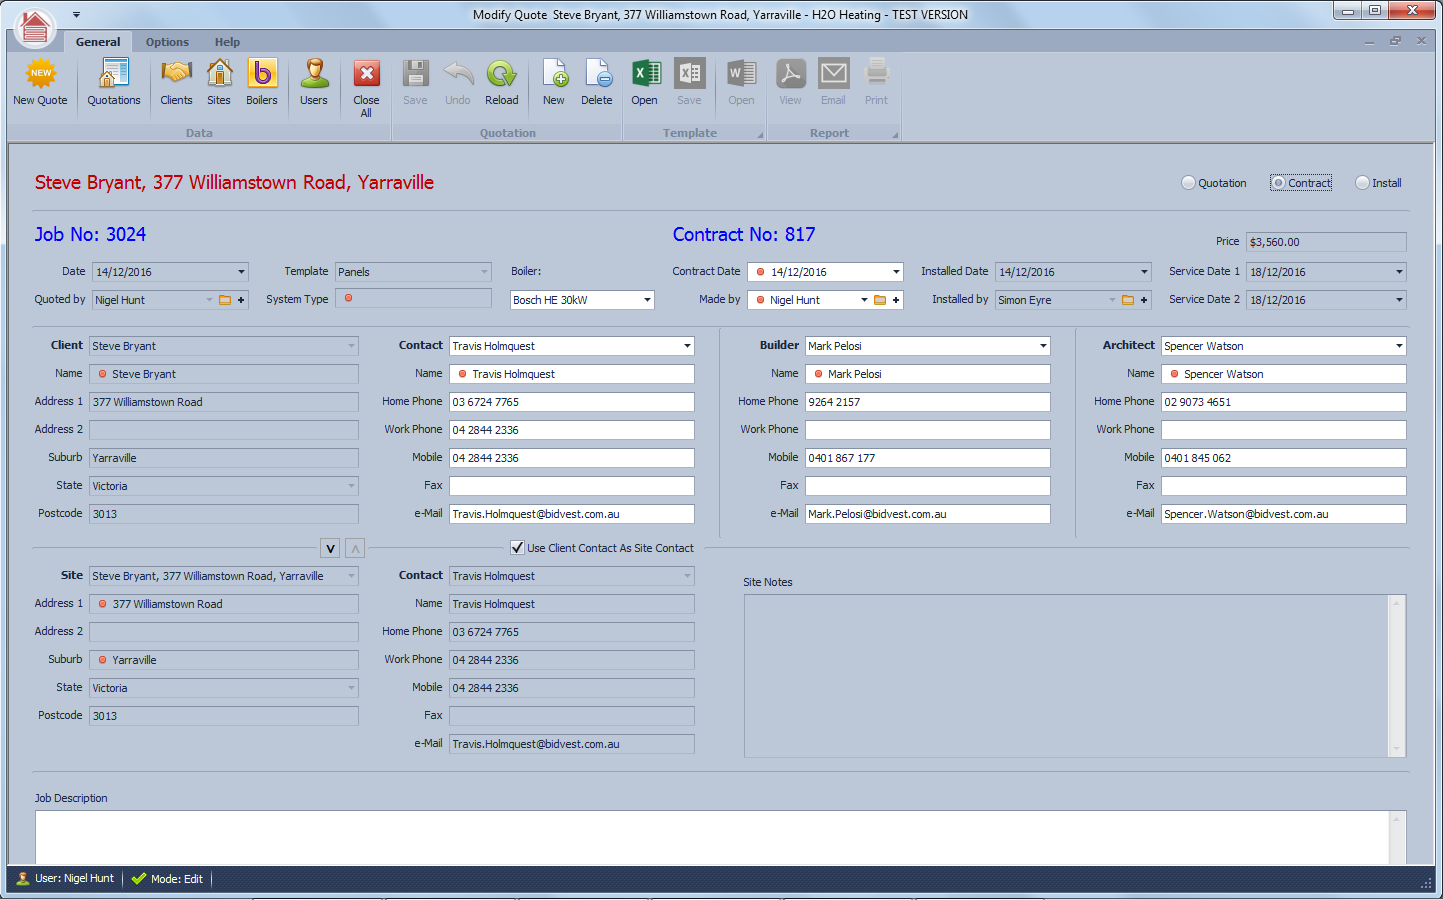 Modify Quote  Steve Bryant, 377 Williamstown Road, Yarraville - H2O Heating - TEST VERSION
General Options Help
NEW
New Quote Quotations Clients Sites Boilers Users Close All Save Undo Reload New Delete Open Save Open View Email Print
Data Quotation Template Report
Steve Bryant, 377 Williamstown Road, Yarraville
Quotation Contract Install
Job No: 3024 Contract No: 817
Price $3,560.00
Date 14/12/2016 Template Panels Boiler: Contract Date 14/12/2016 Installed Date 14/12/2016 Service Date 1 18/12/2016
Quoted by Nigel Hunt System Type Bosch HE 30kW Made by Nigel Hunt Installed by Simon Eyre Service Date 2 18/12/2016
Client Steve Bryant Contact Travis Holmquest Builder Mark Pelosi Architect Spencer Watson
Name Steve Bryant Name Travis Holmquest Name Mark Pelosi Name Spencer Watson
Address 1 377 Williamstown Road Home Phone 03 6724 7765 Home Phone 9264 2157 Home Phone 02 9073 4651
Address 2 Work Phone 04 2844 2336 Work Phone Work Phone
Suburb Yarraville Mobile 04 2844 2336 Mobile 0401 867 177 Mobile 0401 845 062
State Victoria Fax Fax Fax
Postcode 3013 e-Mail Travis.Holmquest@bidvest.com.au e-Mail Mark.Pelosi@bidvest.com.au e-Mail Spencer.Watson@bidvest.com.au
V Λ Use Client Contact As Site Contact
Site Steve Bryant, 377 Williamstown Road, Yarraville Contact Travis Holmquest Site Notes
Address 1 377 Williamstown Road Name Travis Holmquest
Address 2 Home Phone 03 6724 7765
Suburb Yarraville Work Phone 04 2844 2336
State Victoria Mobile 04 2844 2336
Postcode 3013 Fax
e-Mail Travis.Holmquest@bidvest.com.au
Job Description
User: Nigel Hunt Mode: Edit